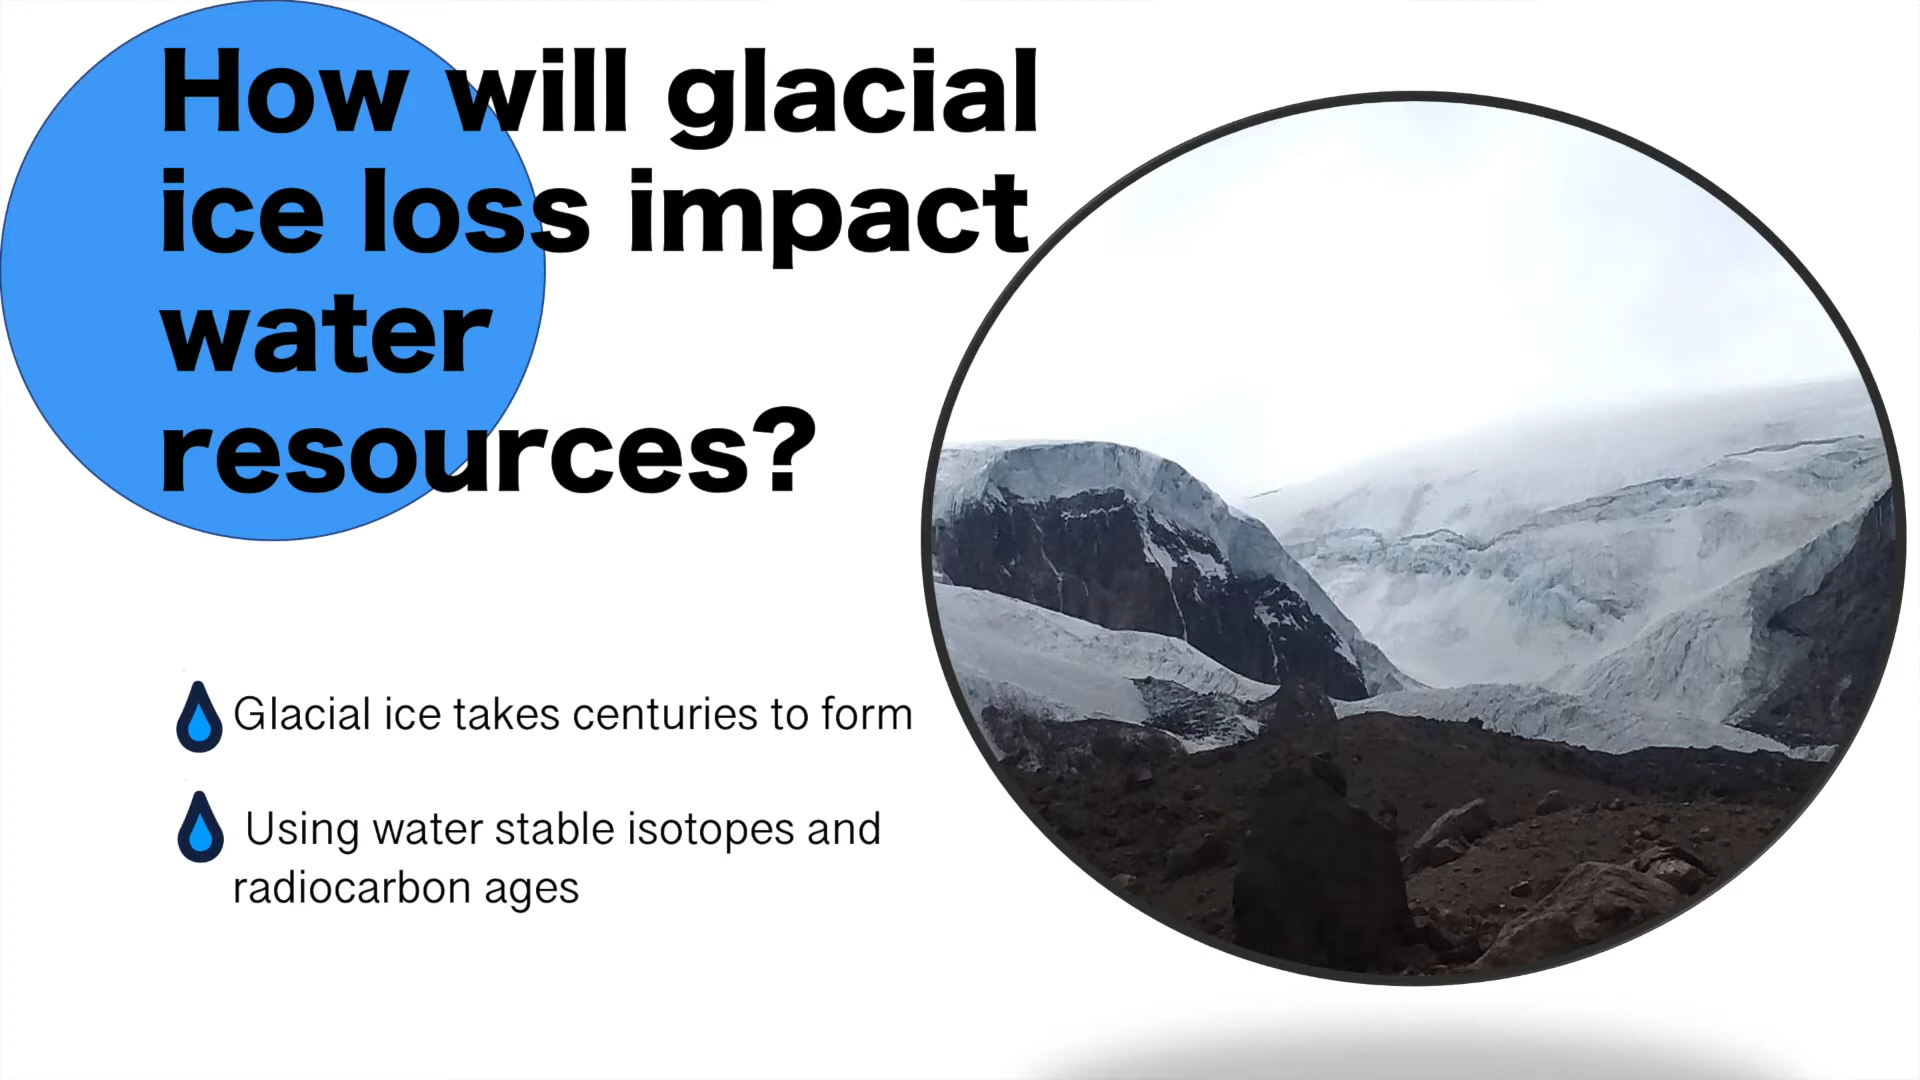 How will glacial
ice loss impact
water
resources?
Glacial ice takes centuries to form
Using water stable isotopes and
radiocarbon ages